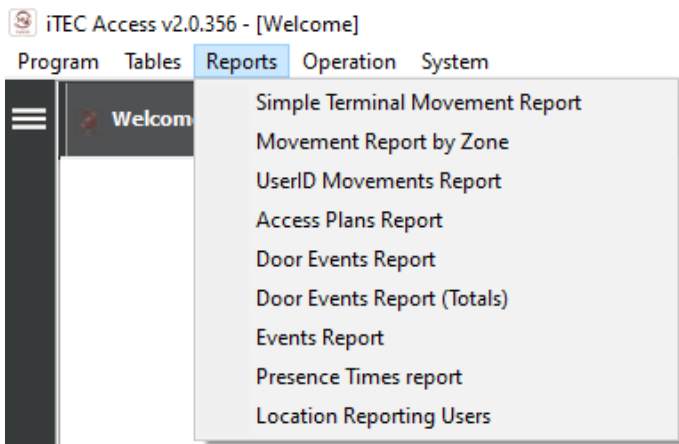 iTEC Access v2.0.356 - [Welcome]
Program Tables Reports Operation System
Welcom
Simple Terminal Movement Report
Movement Report by Zone
UserID Movements Report
Access Plans Report
Door Events Report
Door Events Report (Totals)
Events Report
Presence Times report
Location Reporting Users